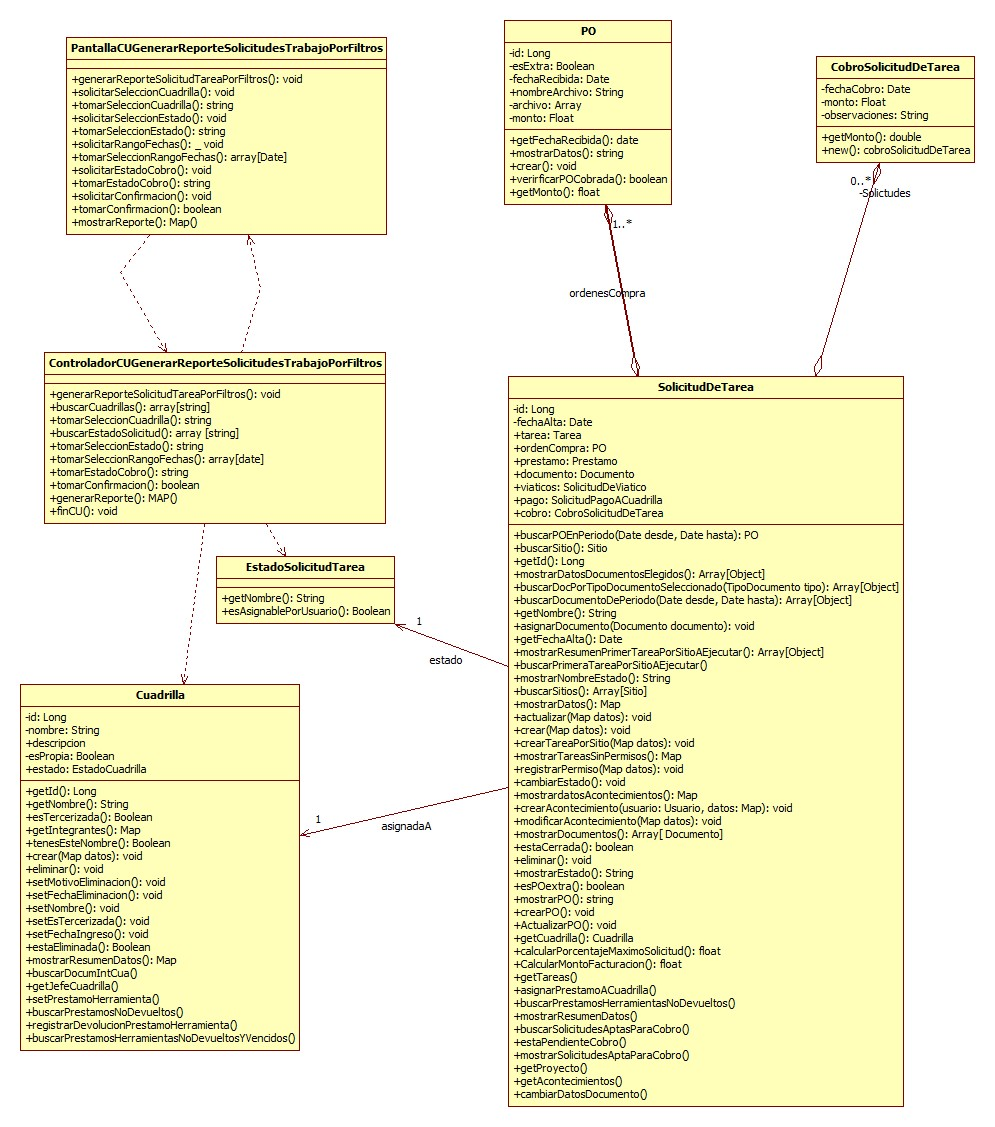 PantallaCUGenerarReporteSolicitudesTrabajoPorFiltros
+generarReporteSolicitudTareaPorFiltros(): void
+solicitarSeleccionCuadrilla(): void
+tomarSeleccionCuadrilla(): string
+solicitarSeleccionEstado(): void
+tomarSeleccionEstado(): string
+solicitarRangoFechas(): _ void
+tomarSeleccionRangoFechas(): array[Date]
+solicitarEstadoCobro(): void
+tomarEstadoCobro(): string
+solicitarConfirmacion(): void
+tomarConfirmacion(): boolean
+mostrarReporte(): Map()
PO
-id: Long
-esExtra: Boolean
-fechaRecibida: Date
+nombreArchivo: String
-archivo: Array
-monto: Float
+getFechaRecibida(): date
+mostrarDatos(): string
+crear(): void
+verirficarPOCobrada(): boolean
+getMonto(): float
CobroSolicitudDeTarea
-fechaCobro: Date
-monto: Float
-observaciones: String
+getMonto(): double
+new(): cobroSolicitudDeTarea
0..*
-Solictudes
1..*
ordenesCompra
ControladorCUGenerarReporteSolicitudesTrabajoPorFiltros
+generarReporteSolicitudTareaPorFiltros(): void
+buscarCuadrillas(): array[string]
+tomarSeleccionCuadrilla(): string
+buscarEstadoSolicitud(): array [string]
+tomarSeleccionEstado(): string
+tomarSeleccionRangoFechas(): array[date]
+tomarEstadoCobro(): string
+tomarConfirmacion(): boolean
+generarReporte(): MAP()
+finCU(): void
EstadoSolicitudTarea
+getNombre(): String
+esAsignablePorUsuario(): Boolean
1
estado
SolicitudDeTarea
-id: Long
-fechaAlta: Date
+tarea: Tarea
+ordenCompra: PO
+prestamo: Prestamo
+documento: Documento
+viaticos: SolicitudDeViatico
+pago: SolicitudPagoACuadrilla
+cobro: CobroSolicitudDeTarea
+buscarPOEnPeriodo(Date desde, Date hasta): PO
+buscarSitio(): Sitio
+getId(): Long
+mostrarDatosDocumentosElegidos(): Array[Object]
+buscarDocPorTipoDocumentoSeleccionado(TipoDocumento tipo): Array[Object]
+buscarDocumentoDePeriodo(Date desde, Date hasta): Array[Object]
+getNombre(): String
+asignarDocumento(Documento documento): void
+getFechaAlta(): Date
+mostrarResumenPrimerTareaPorSitioAEjecutar(): Array[Object]
+buscarPrimeraTareaPorSitioAEjecutar()
+mostrarNombreEstado(): String
+buscarSitios(): Array[Sitio]
+mostrarDatos(): Map
+actualizar(Map datos): void
+crear(Map datos): void
+crearTareaPorSitio(Map datos): void
+mostrarTareasSinPermisos(): Map
+registrarPermiso(Map datos): void
+cambiarEstado(): void
+mostrardatosAcontecimientos(): Map
+crearAcontecimiento(usuario: Usuario, datos: Map): void
+modificarAcontecimiento(Map datos): void
+mostrarDocumentos(): Array[ Documento]
+estaCerrada(): boolean
+eliminar(): void
+mostrarEstado(): String
+esPOextra(): boolean
+mostrarPO(): string
+crearPO(): void
+ActualizarPO(): void
+getCuadrilla(): Cuadrilla
+calcularPorcentajeMaximoSolicitud(): float
+CalcularMontoFacturacion(): float
+getTareas()
+asignarPrestamoACuadrilla()
+buscarPrestamosHerramientasNoDevueltos()
+mostrarResumenDatos()
+buscarSolicitudesAptasParaCobro()
+estaPendienteCobro()
+mostrarSolicitudesAptaParaCobro()
+getProyecto()
+getAcontecimientos()
+cambiarDatosDocumento()
Cuadrilla
-id: Long
-nombre: String
+descripcion
-esPropia: Boolean
+estado: EstadoCuadrilla
+getId(): Long
+getNombre(): String
+esTercerizada(): Boolean
+getIntegrantes(): Map
+tenesEsteNombre(): Boolean
+crear(Map datos): void
+eliminar(): void
+setMotivoEliminacion(): void
+setFechaEliminacion(): void
+setNombre(): void
+setEsTercerizada(): void
+setFechaIngreso(): void
+estaEliminada(): Boolean
+mostrarResumenDatos(): Map
+buscarDocumIntCua()
+getJefeCuadrilla()
+setPrestamoHerramienta()
+buscarPrestamosNoDevueltos()
+registrarDevolucionPrestamoHerramienta()
+buscarPrestamosHerramientasNoDevueltosYVencidos()
1
asignadaA